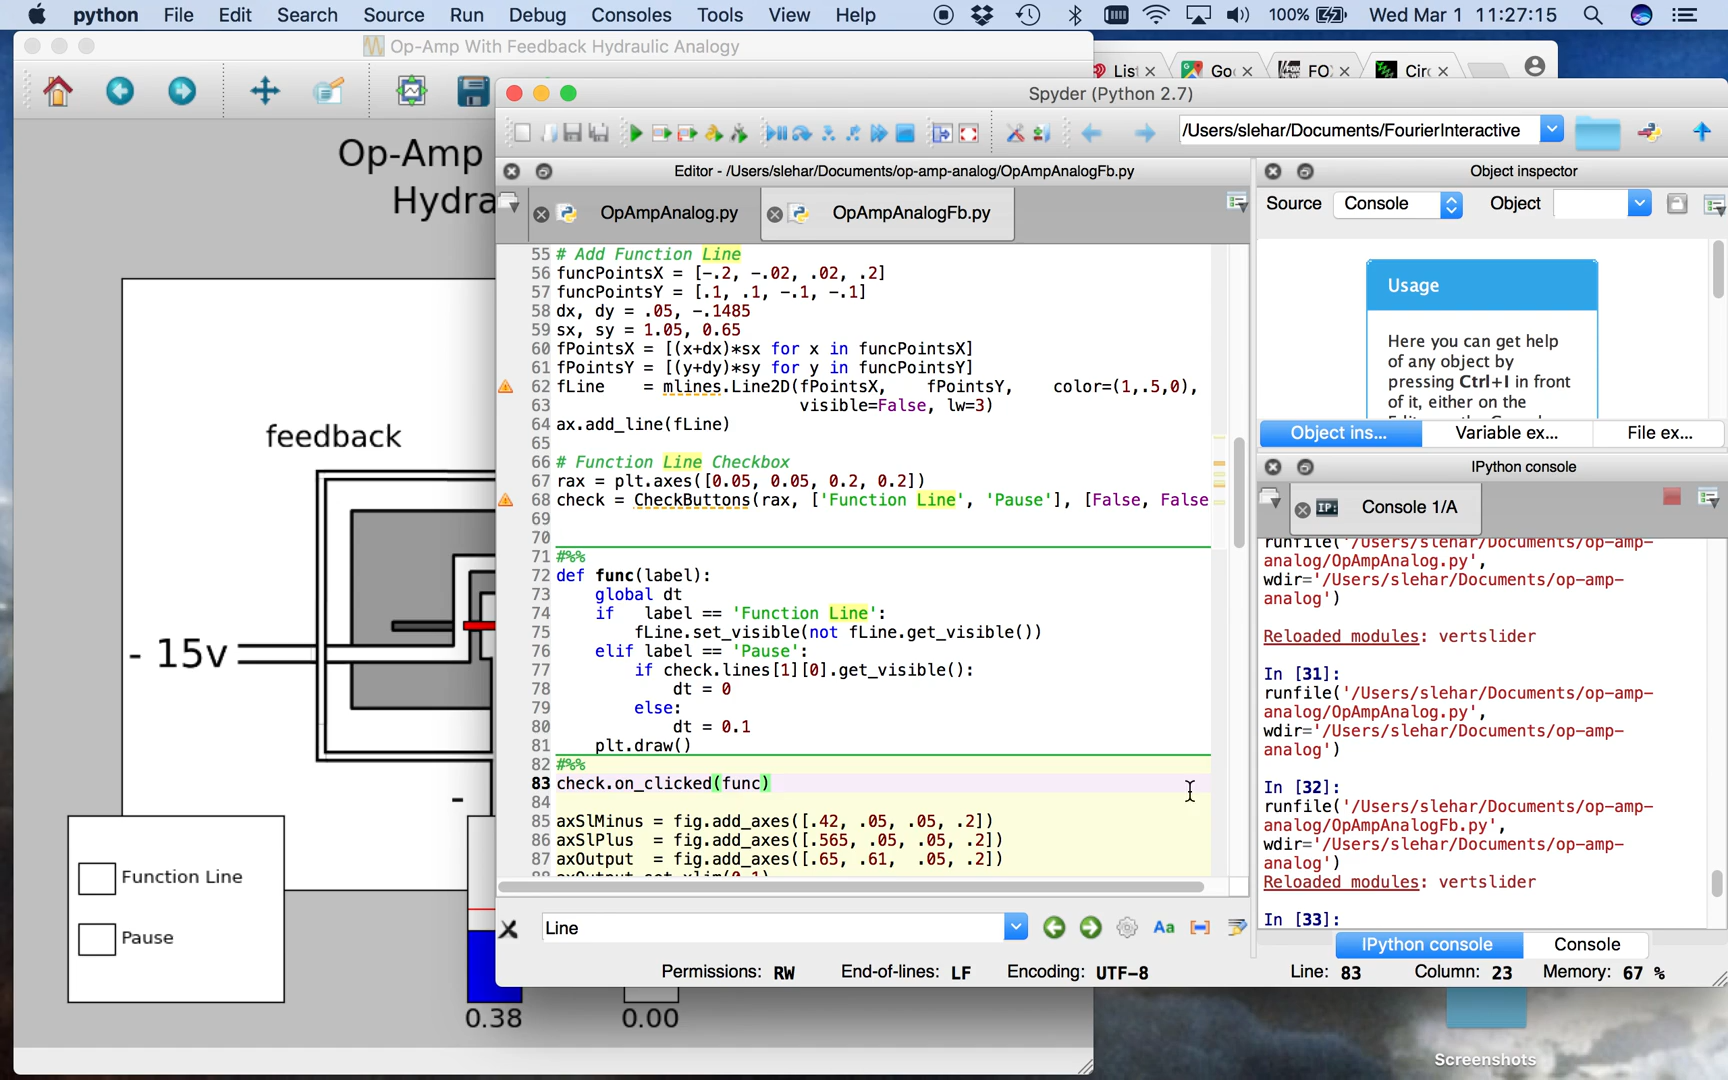 python File Edit Search Source Run Debug Consoles Tools View Help 100% Wed Mar 1 11:27:15
Op-Amp With Feedback Hydraulic Analogy
List Go FO Circ
Op-Amp
Hydra
feedback
- 15v
-
Function Line
Pause
0.38 0.00
Spyder (Python 2.7)
/Users/slehar/Documents/FourierInteractive
Editor - /Users/slehar/Documents/op-amp-analog/OpAmpAnalogFb.py
OpAmpAnalog.py OpAmpAnalogFb.py
55 # Add Function Line
56 funcPointsX = [-.2, -.02, .02, .2]
57 funcPointsY = [.1, .1, -.1, -.1]
58 dx, dy = .05, -.1485
59 sx, sy = 1.05, 0.65
60 fPointsX = [(x+dx)*sx for x in funcPointsX]
61 fPointsY = [(y+dy)*sy for y in funcPointsY]
62 fLine = mlines.Line2D(fPointsX, fPointsY, color=(1,.5,0),
63 visible=False, lw=3)
64 ax.add_line(fLine)
65
66 # Function Line Checkbox
67 rax = plt.axes([0.05, 0.05, 0.2, 0.2])
68 check = CheckButtons(rax, ['Function Line', 'Pause'], [False, False
69
70
71 #%%
72 def func(label):
73 global dt
74 if label == 'Function Line':
75 fLine.set_visible(not fLine.get_visible())
76 elif label == 'Pause':
77 if check.lines[1][0].get_visible():
78 dt = 0
79 else:
80 dt = 0.1
81 plt.draw()
82 #%%
83 check.on_clicked(func)
84
85 axSlMinus = fig.add_axes([.42, .05, .05, .2])
86 axSlPlus = fig.add_axes([.565, .05, .05, .2])
87 axOutput = fig.add_axes([.65, .61, .05, .2])
88 axOutput.set_xlim(0,1)
Line Aa
Permissions: RW End-of-lines: LF Encoding: UTF-8 Line: 83 Column: 23 Memory: 67 %
Object inspector
Source Console Object
Usage
Here you can get help
of any object by
pressing Ctrl+I in front
of it, either on the
Object ins... Variable ex... File ex...
IPython console
IP: Console 1/A
runfile('/Users/slehar/Documents/op-amp-
analog/OpAmpAnalog.py',
wdir='/Users/slehar/Documents/op-amp-
analog')
Reloaded modules: vertslider
In [31]:
runfile('/Users/slehar/Documents/op-amp-
analog/OpAmpAnalog.py',
wdir='/Users/slehar/Documents/op-amp-
analog')
In [32]:
runfile('/Users/slehar/Documents/op-amp-
analog/OpAmpAnalogFb.py',
wdir='/Users/slehar/Documents/op-amp-
analog')
Reloaded modules: vertslider
In [33]:
IPython console Console
Screenshots